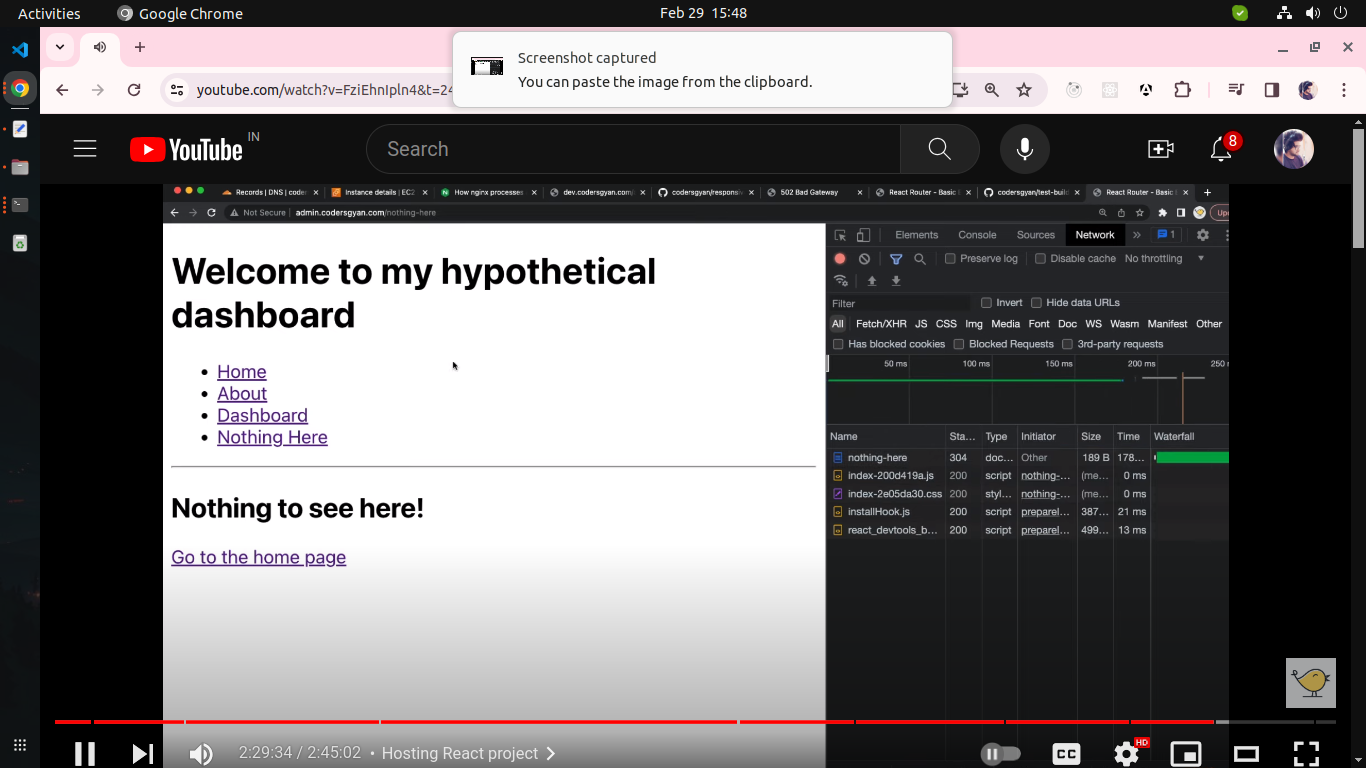 Activities Google Chrome Feb 29 15:48
Screenshot captured
You can paste the image from the clipboard.
youtube.com/watch?v=FziEhnIpln4&t=24
YouTube IN Search 8
Records | DNS | coder Instance details | EC2 How nginx processes dev.codersgyan.com/ codersgyan/responsiv 502 Bad Gateway React Router - Basic E codersgyan/test-build React Router - Basic E
Not Secure | admin.codersgyan.com/nothing-here
Welcome to my hypothetical
dashboard
Home
About
Dashboard
Nothing Here
Nothing to see here!
Go to the home page
Elements Console Sources Network 1
Preserve log Disable cache No throttling
Filter Invert Hide data URLs
All Fetch/XHR JS CSS Img Media Font Doc WS Wasm Manifest Other
Has blocked cookies Blocked Requests 3rd-party requests
50 ms 100 ms 150 ms 200 ms 250
Name Sta... Type Initiator Size Time Waterfall
nothing-here 304 doc... Other 189 B 178...
index-200d419a.js 200 script nothing-... (me... 0 ms
index-2e05da30.css 200 styl... nothing-... (me... 0 ms
installHook.js 200 script preparel... 387... 21 ms
react_devtools_b... 200 script preparel... 499... 13 ms
2:29:34 / 2:45:02 • Hosting React project CC HD